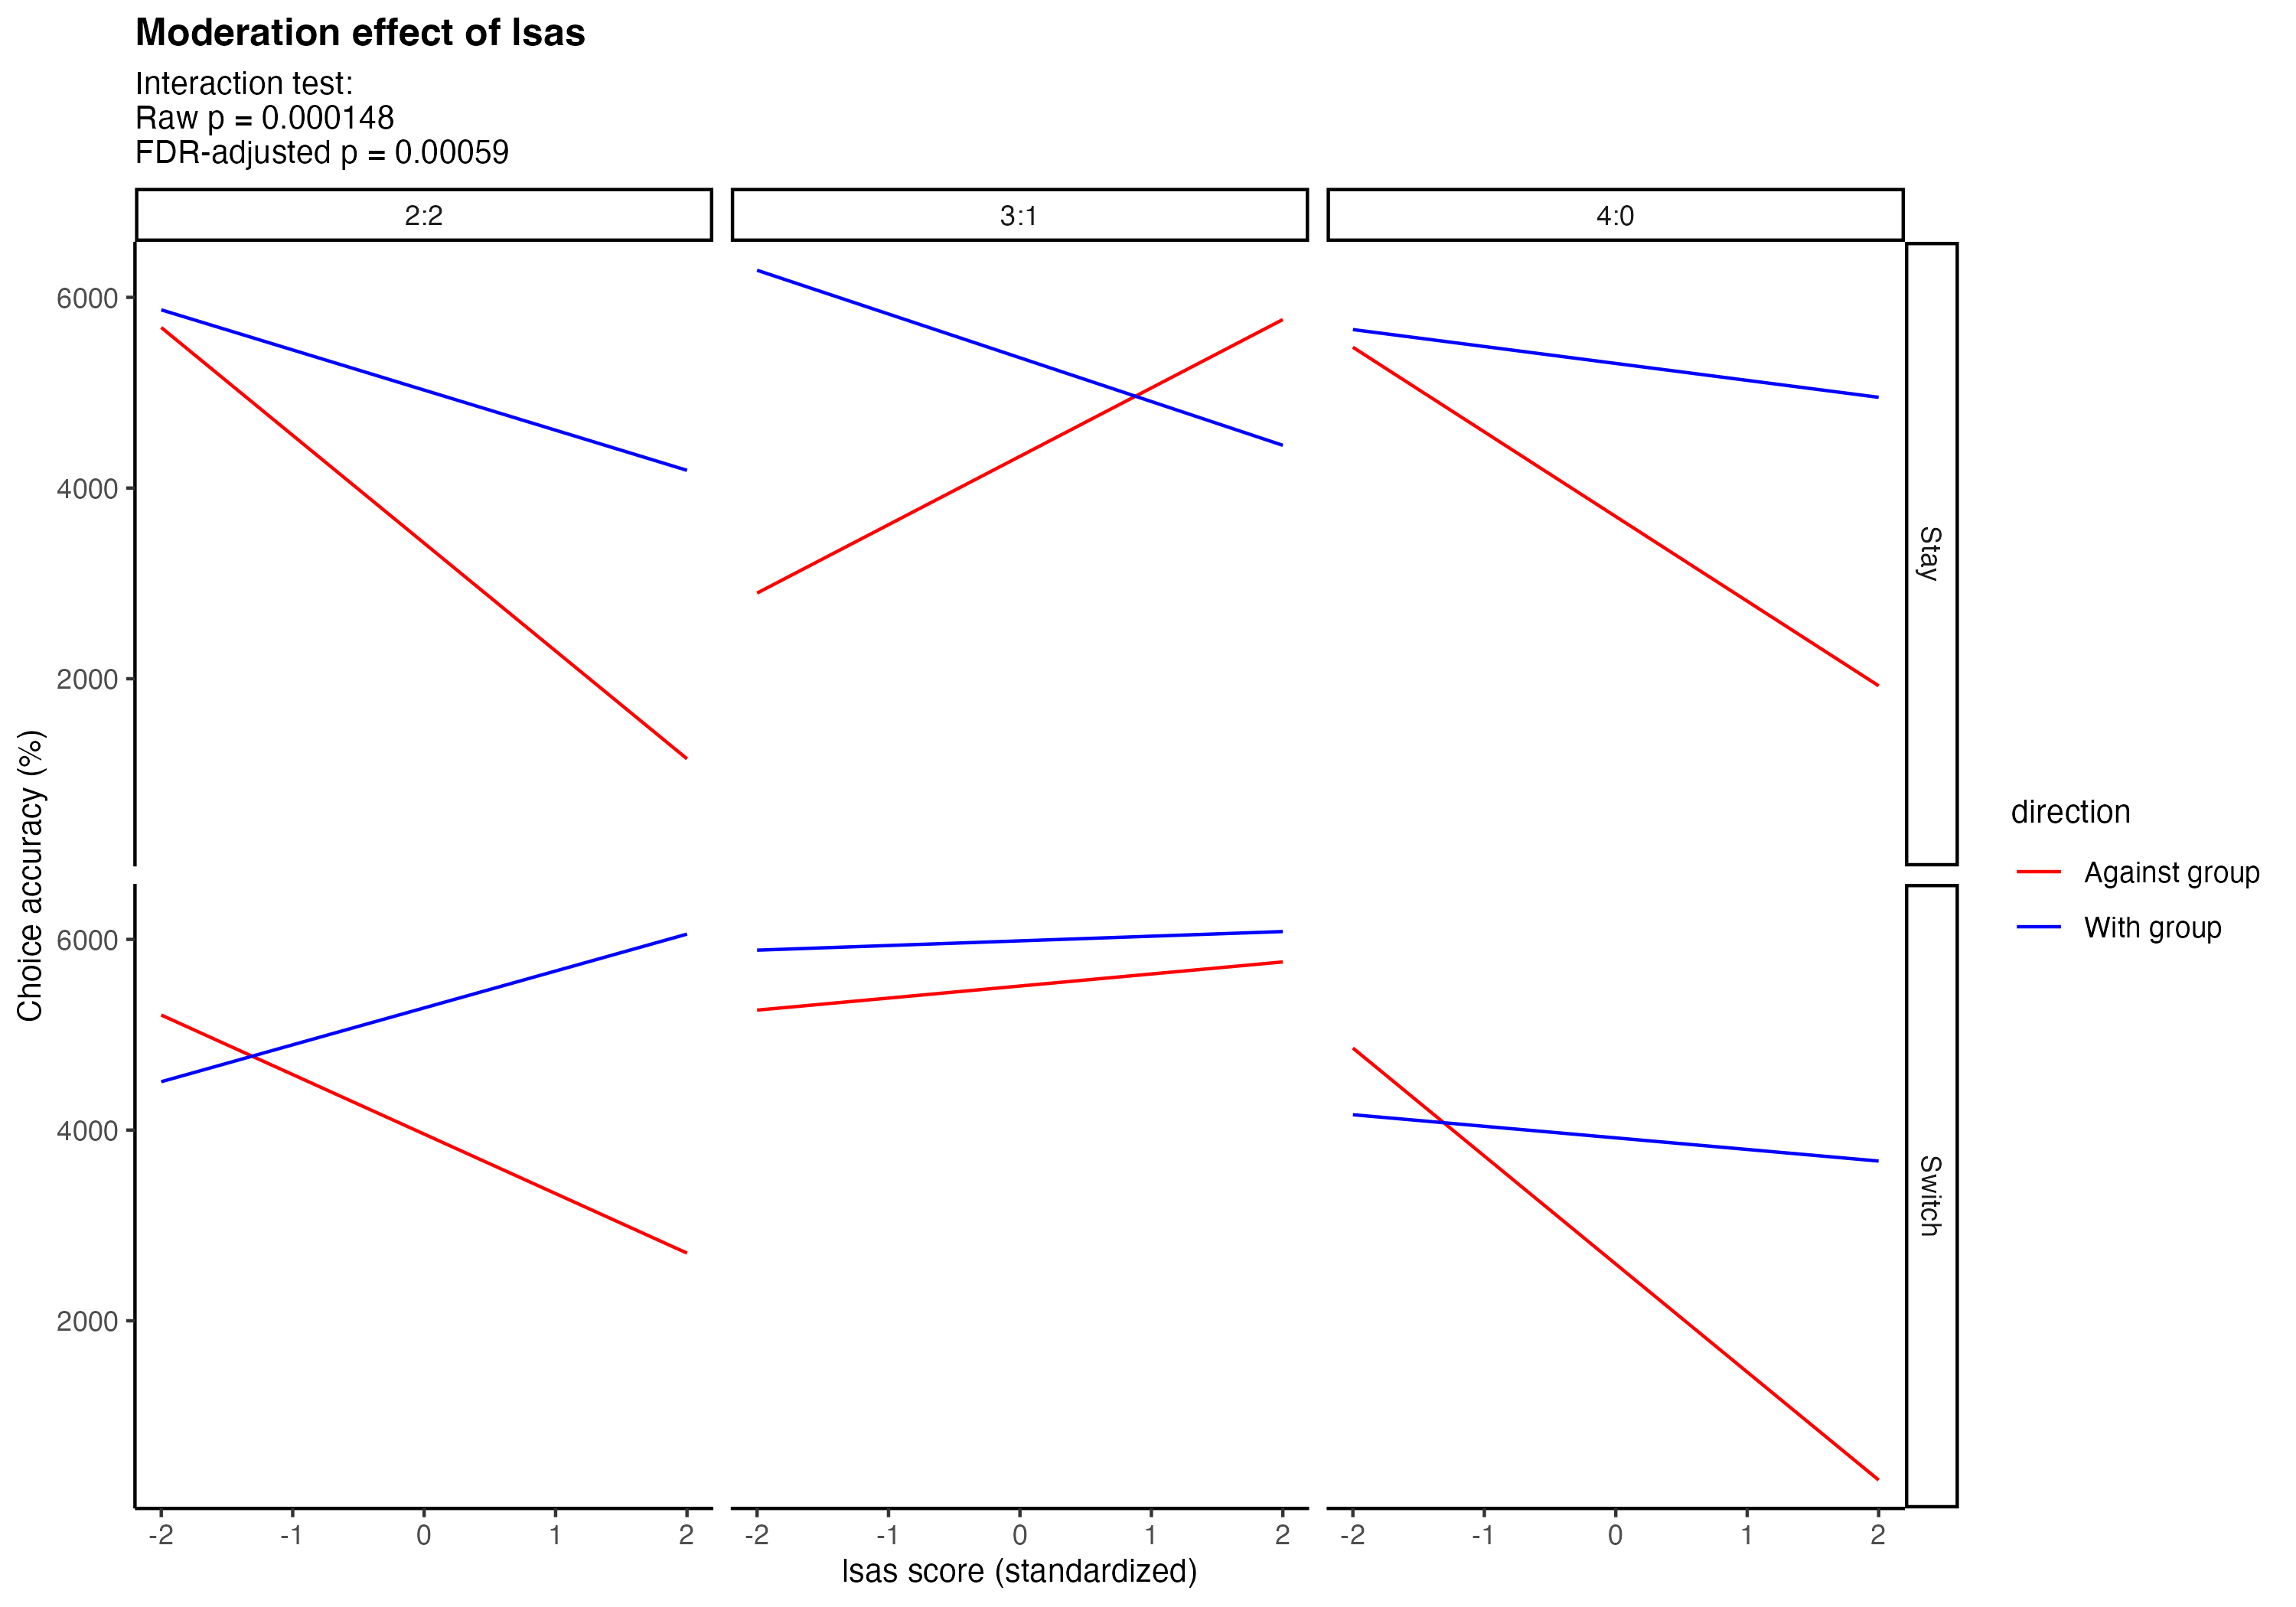 Moderation effect of lsas
Interaction test:
Raw p = 0.000148
FDR-adjusted p = 0.00059
2:2
3:1
4:0
6000
4000
2000
Stay
6000
4000
2000
Switch
Choice accuracy (%)
-2 -1 0 1 2
-2 -1 0 1 2
-2 -1 0 1 2
lsas score (standardized)
direction
Against group
With group